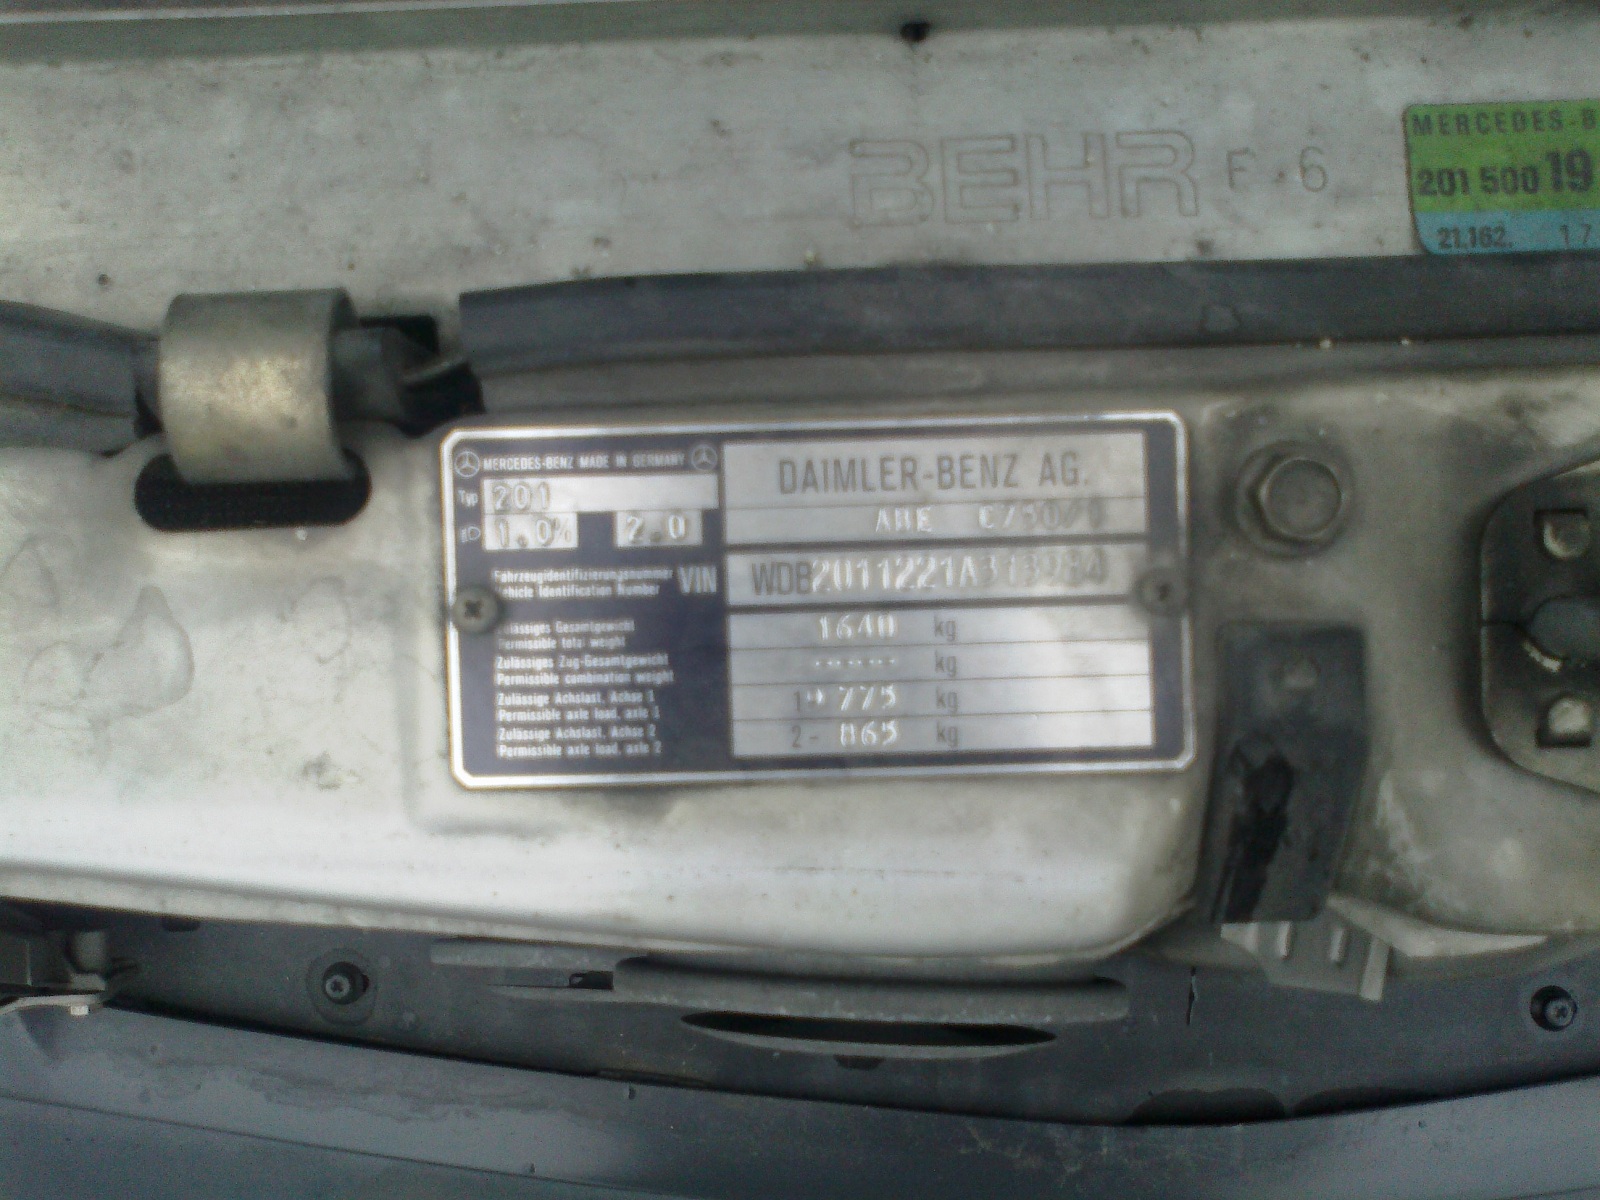 BEHR F 6
MERCEDES-B
201 500 19
21.162. 17
MERCEDES-BENZ MADE IN GERMANY
Typ 201
1.0% 2.0
DAIMLER-BENZ AG.
ABE
Fahrzeugidentifizierungsnummer
Vehicle Identification Number
VIN
Zulässiges Gesamtgewicht
Permissible total weight
1640 kg
Zulässiges Zug-Gesamtgewicht
Permissible combination weight
----- kg
Zulässige Achslast, Achse 1
Permissible axle load, axle 1
1- 775 kg
Zulässige Achslast, Achse 2
Permissible axle load, axle 2
2- 865 kg